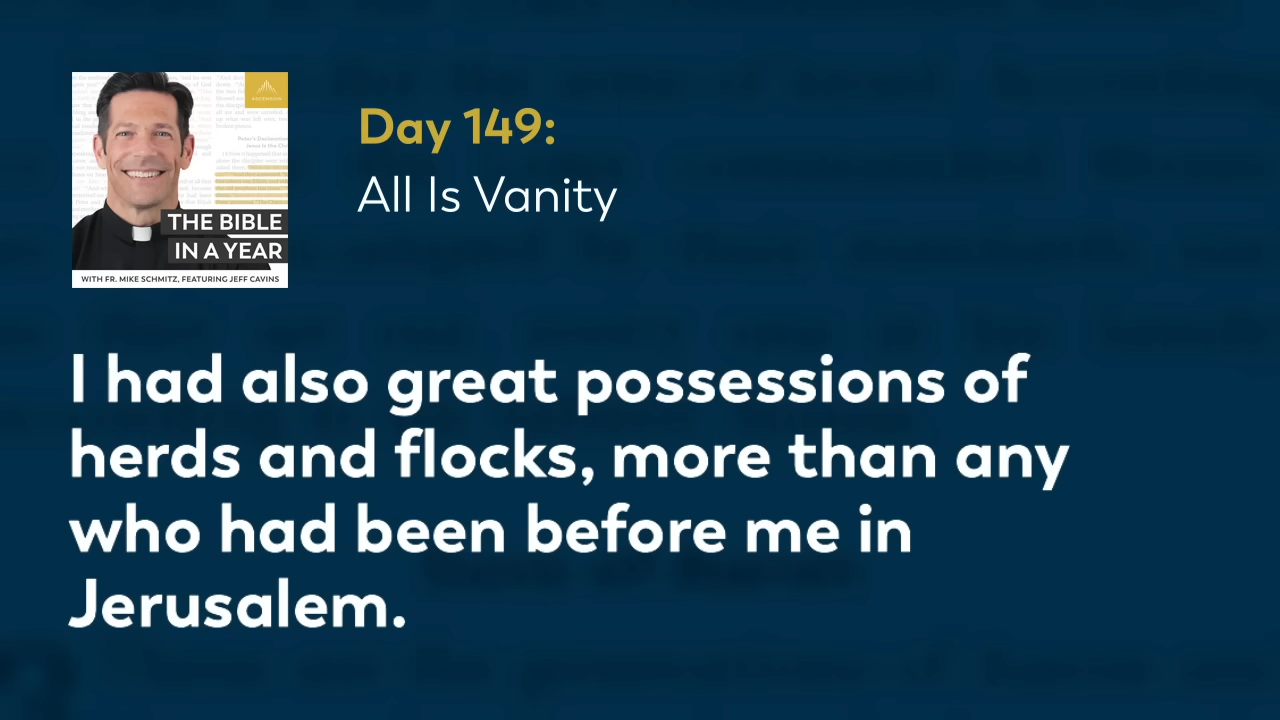 ASCENSION
THE BIBLE
IN A YEAR
WITH FR. MIKE SCHMITZ, FEATURING JEFF CAVINS
Day 149:
All Is Vanity
I had also great possessions of
herds and flocks, more than any
who had been before me in
Jerusalem.